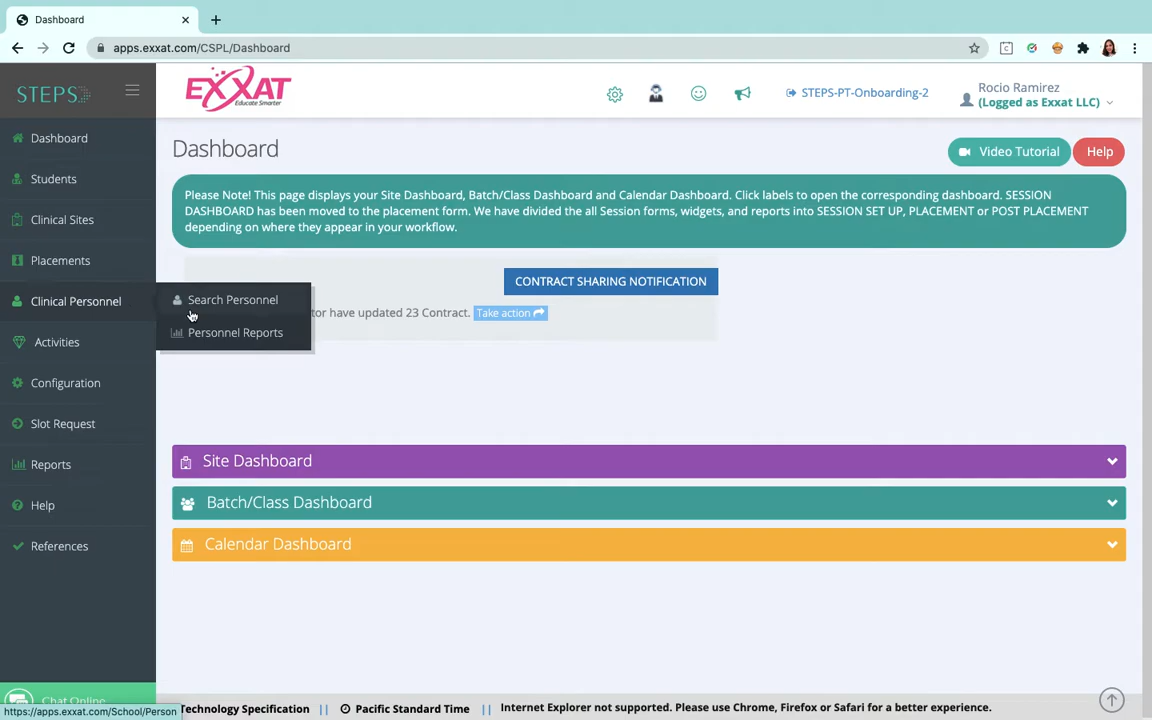 Dashboard
apps.exxat.com/CSPL/Dashboard
STEPS
EXXAT
Educate Smarter
STEPS-PT-Onboarding-2
Rocio Ramirez
(Logged as Exxat LLC)
Dashboard
Students
Clinical Sites
Placements
Clinical Personnel
Activities
Configuration
Slot Request
Reports
Help
References
Chat Online
Search Personnel
Personnel Reports
Dashboard
Video Tutorial
Help
Please Note! This page displays your Site Dashboard, Batch/Class Dashboard and Calendar Dashboard. Click labels to open the corresponding dashboard. SESSION
DASHBOARD has been moved to the placement form. We have divided the all Session forms, widgets, and reports into SESSION SET UP, PLACEMENT or POST PLACEMENT
depending on where they appear in your workflow.
CONTRACT SHARING NOTIFICATION
tor have updated 23 Contract. Take action
Site Dashboard
Batch/Class Dashboard
Calendar Dashboard
https://apps.exxat.com/School/Person
Technology Specification || Pacific Standard Time || Internet Explorer not supported. Please use Chrome, Firefox or Safari for a better experience.